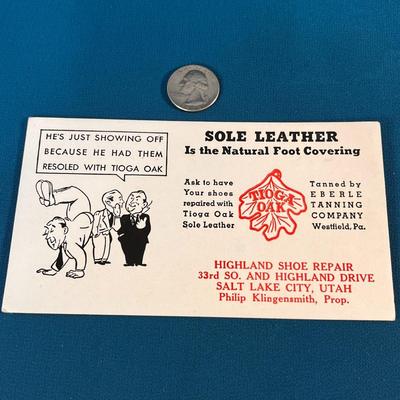 HE'S JUST SHOWING OFF
BECAUSE HE HAD THEM
RESOLED WITH TIOGA OAK
SOLE LEATHER
Is the Natural Foot Covering
Ask to have
Your shoes
repaired with
Tioga Oak
Sole Leather
TIOGA
OAK
Tanned by
EBERLE
TANNING
COMPANY
Westfield, Pa.
HIGHLAND SHOE REPAIR
33rd SO. AND HIGHLAND DRIVE
SALT LAKE CITY, UTAH
Philip Klingensmith, Prop.